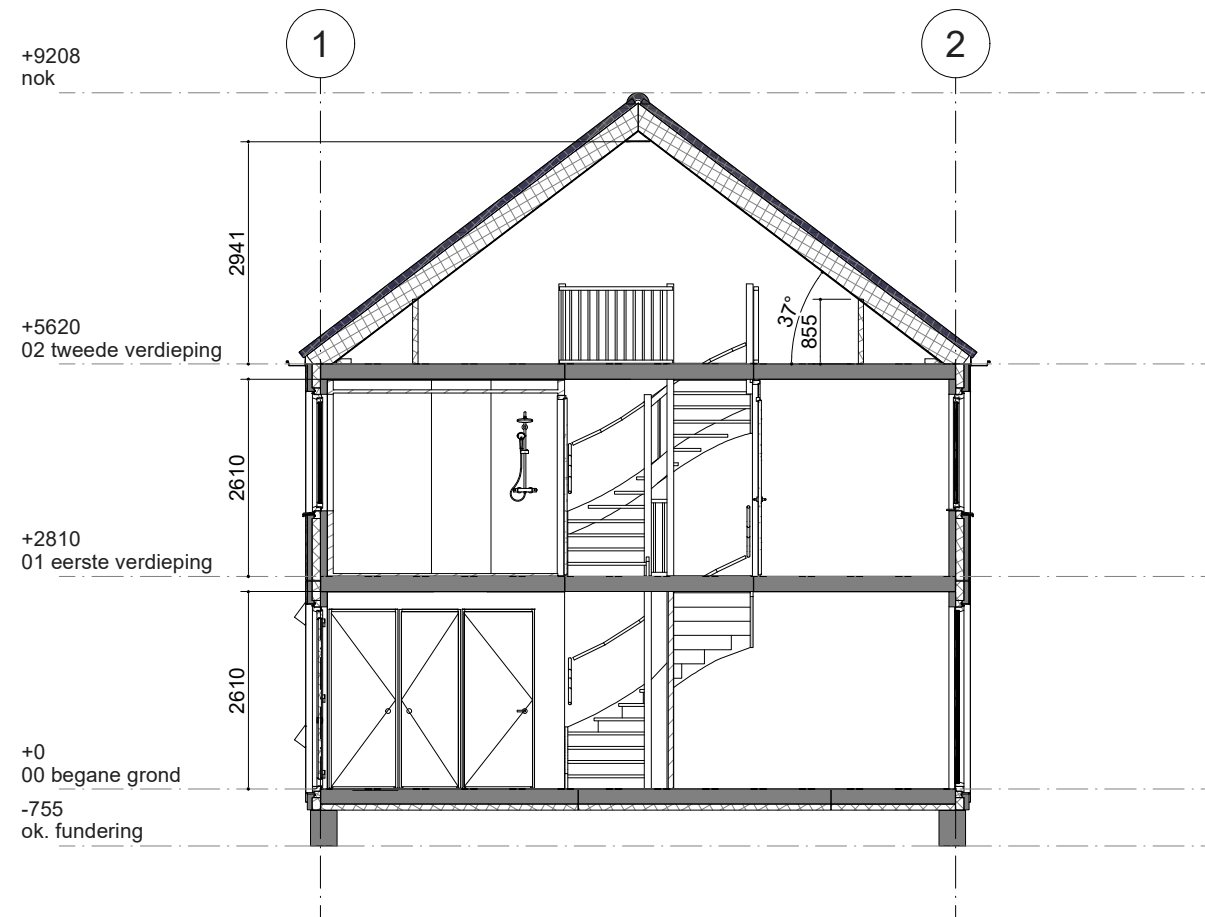 1
2
+9208
nok
2941
37°
855
+5620
02 tweede verdieping
2610
+2810
01 eerste verdieping
2610
+0
00 begane grond
-755
ok. fundering